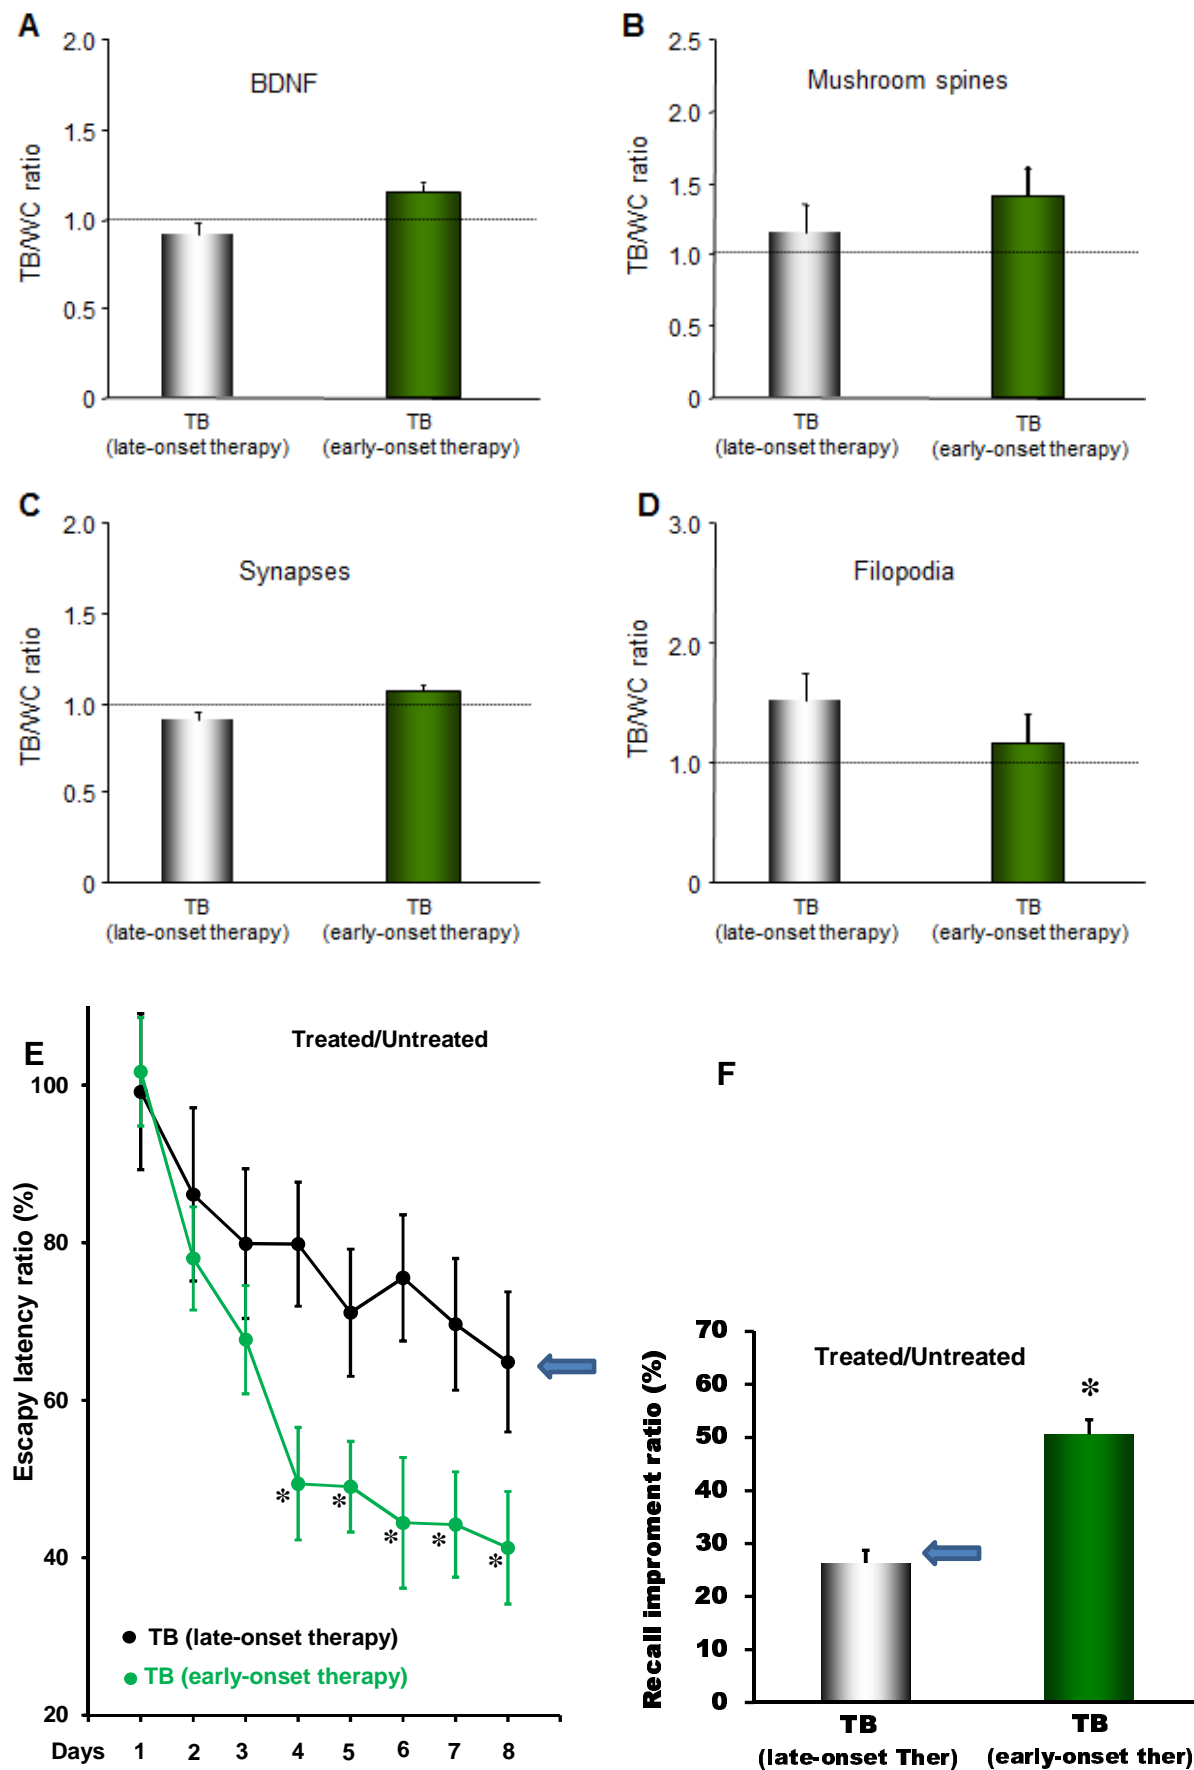 A
BDNF
TB/WC ratio
2.0
1.5
1.0
0.5
0
TB
(late-onset therapy)
TB
(early-onset therapy)
B
Mushroom spines
TB/WC ratio
2.5
2.0
1.5
1.0
0.5
0
TB
(late-onset therapy)
TB
(early-onset therapy)
C
Synapses
TB/WC ratio
2.0
1.5
1.0
0.5
0
TB
(late-onset therapy)
TB
(early-onset therapy)
D
Filopodia
TB/WC ratio
3.0
2.0
1.0
0
TB
(late-onset therapy)
TB
(early-onset therapy)
E
Treated/Untreated
Escapy latency ratio (%)
100
80
60
40
20
* * * * *
TB (late-onset therapy)
TB (early-onset therapy)
Days 1 2 3 4 5 6 7 8
F
Treated/Untreated
Recall improment ratio (%)
70
60
50
40
30
20
10
0
*
TB
(late-onset Ther)
TB
(early-onset ther)